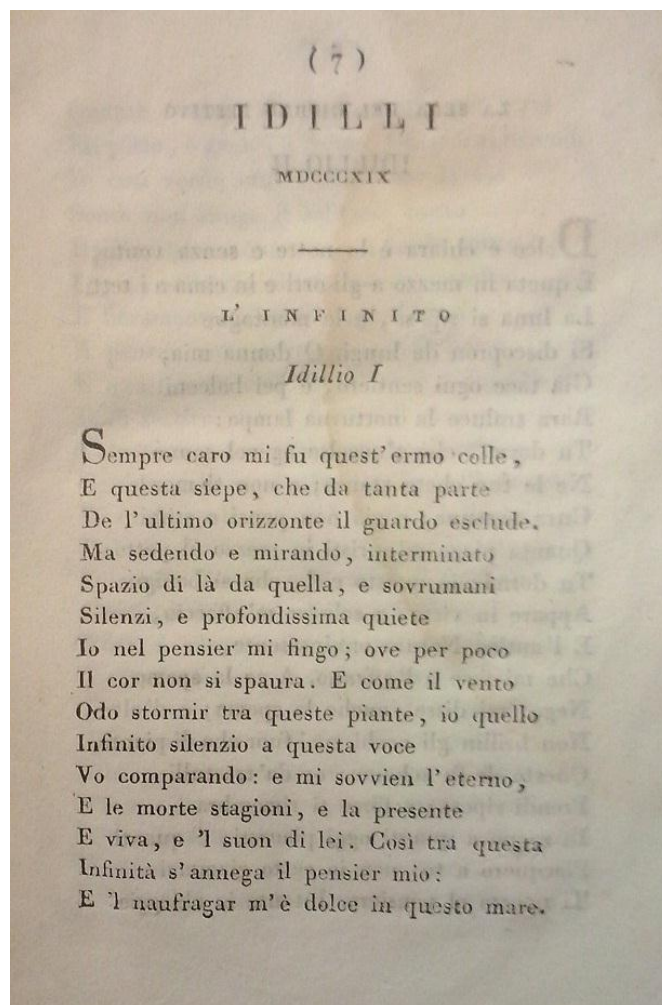 ( 7 )
IDILLI
MDCCCXIX
L' INFINITO
Idillio I
Sempre caro mi fu quest'ermo colle,
E questa siepe, che da tanta parte
De l'ultimo orizzonte il guardo esclude.
Ma sedendo e mirando, interminato
Spazio di là da quella, e sovrumani
Silenzi, e profondissima quiete
Io nel pensier mi fingo; ove per poco
Il cor non si spaura. E come il vento
Odo stormir tra queste piante, io quello
Infinito silenzio a questa voce
Vo comparando: e mi sovvien l'eterno,
E le morte stagioni, e la presente
E viva, e 'l suon di lei. Così tra questa
Infinità s'annega il pensier mio:
E 'l naufragar m'è dolce in questo mare.